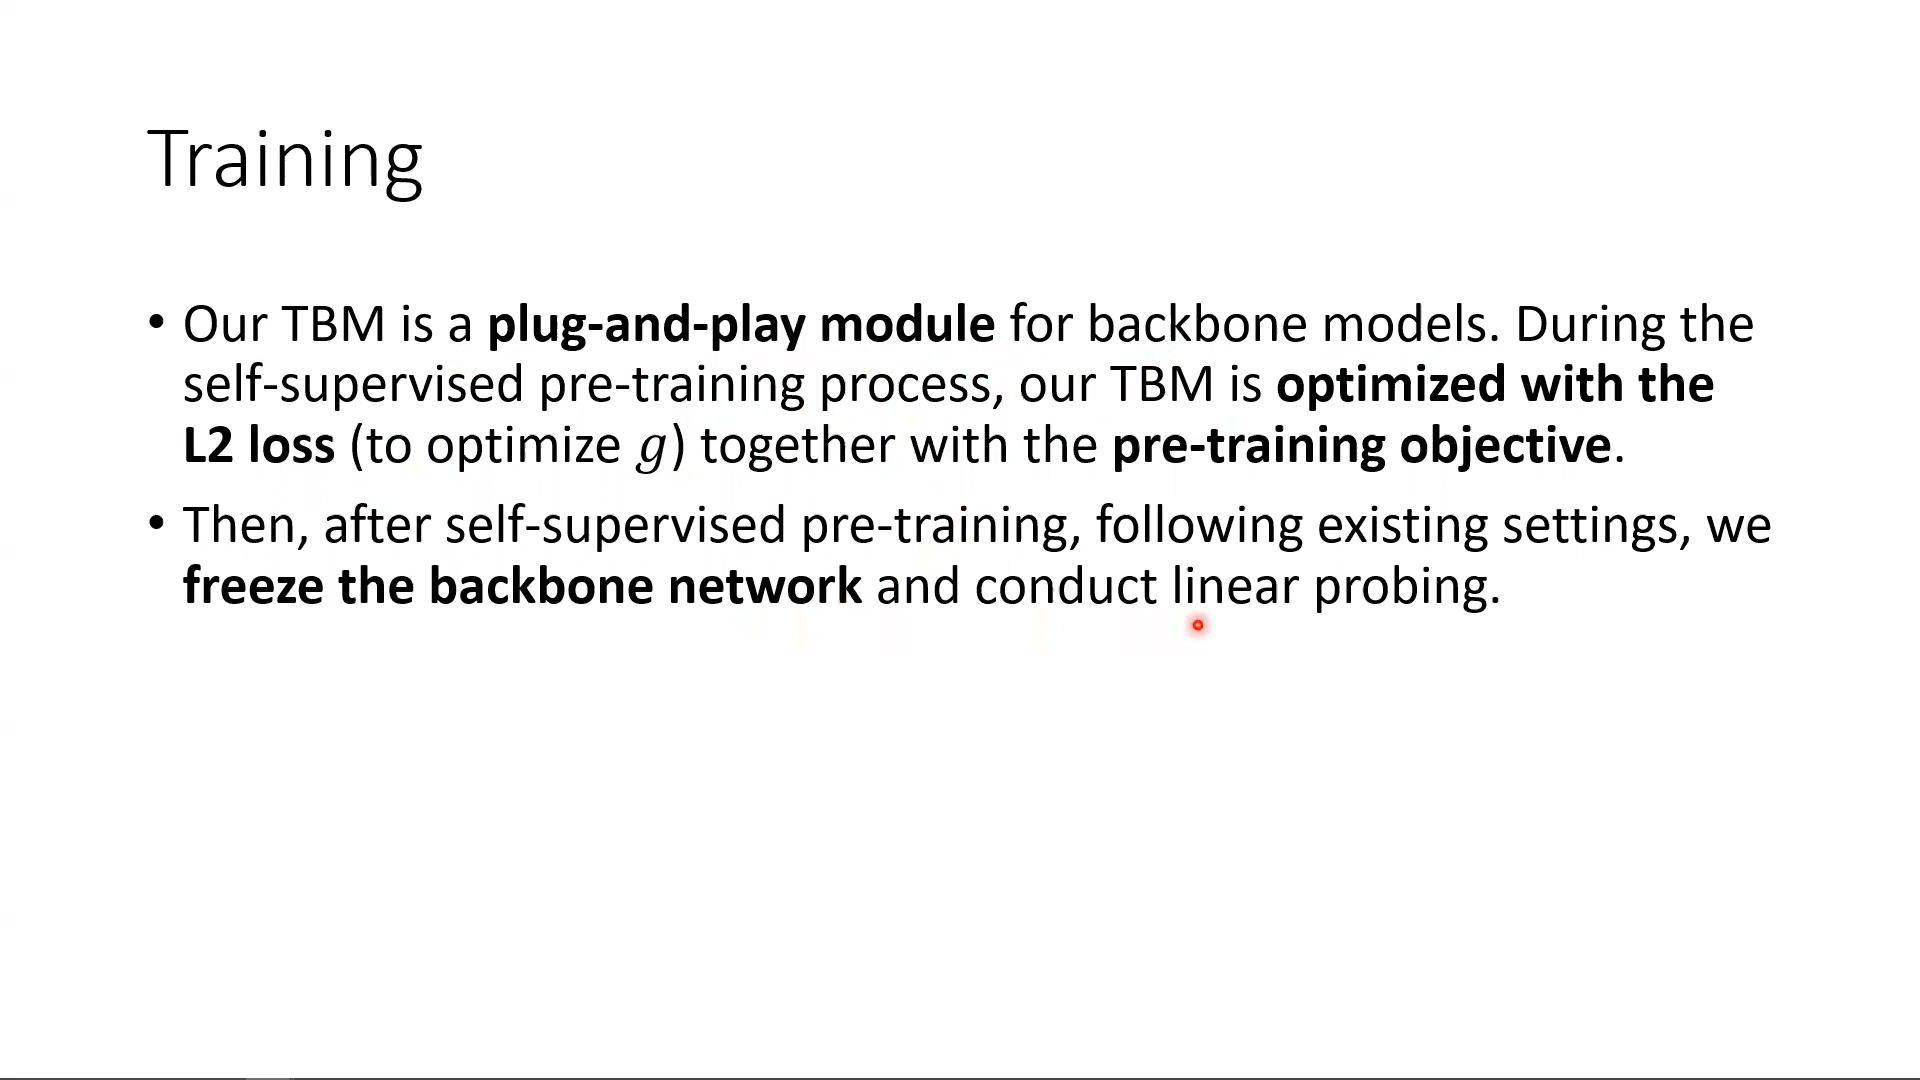 Training
• Our TBM is a plug-and-play module for backbone models. During the
self-supervised pre-training process, our TBM is optimized with the
L2 loss (to optimize g) together with the pre-training objective.
• Then, after self-supervised pre-training, following existing settings, we
freeze the backbone network and conduct linear probing.